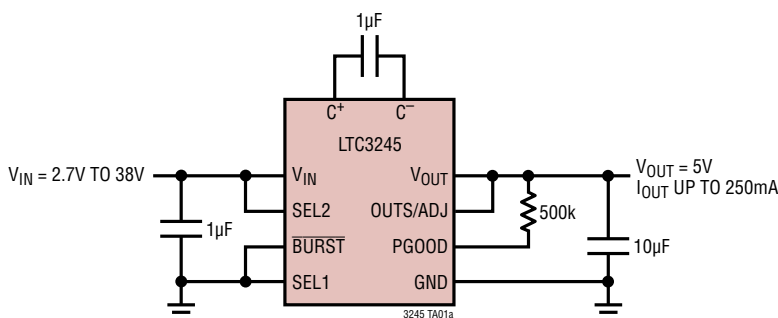 1µF
C+ C–
LTC3245
VIN = 2.7V TO 38V
VIN
VOUT
VOUT = 5V
IOUT UP TO 250mA
SEL2
OUTS/ADJ
500k
1µF
BURST
PGOOD
10µF
SEL1
GND
3245 TA01a